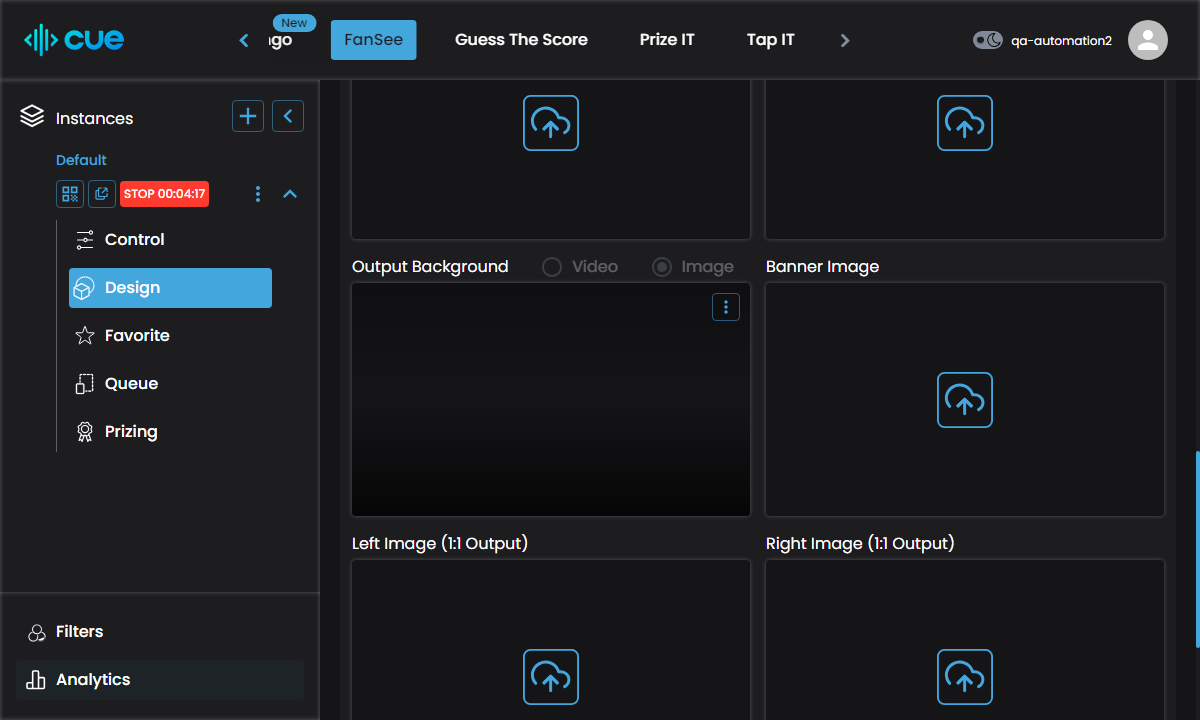 cue
New
FanSee
Guess The Score
Prize IT
Tap IT
qa-automation2
Instances
Default
STOP 00:04:17
Control
Design
Favorite
Queue
Prizing
Filters
Analytics
Output Background
Video
Image
Banner Image
Left Image (1:1 Output)
Right Image (1:1 Output)